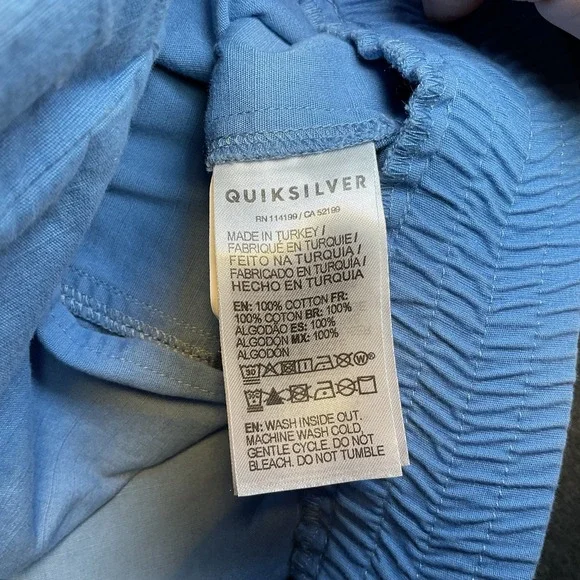 QUIKSILVER
RN 114199 / CA 52199
MADE IN TURKEY /
FABRIQUÉ EN TURQUIE /
FEITO NA TURQUIA /
FABRICADO EN TURQUÍA /
HECHO EN TURQUIA
EN: 100% COTTON FR:
100% COTON BR: 100%
ALGODÃO ES: 100%
ALGODÓN MX: 100%
ALGODÓN
EN: WASH INSIDE OUT.
MACHINE WASH COLD,
GENTLE CYCLE. DO NOT
BLEACH. DO NOT TUMBLE